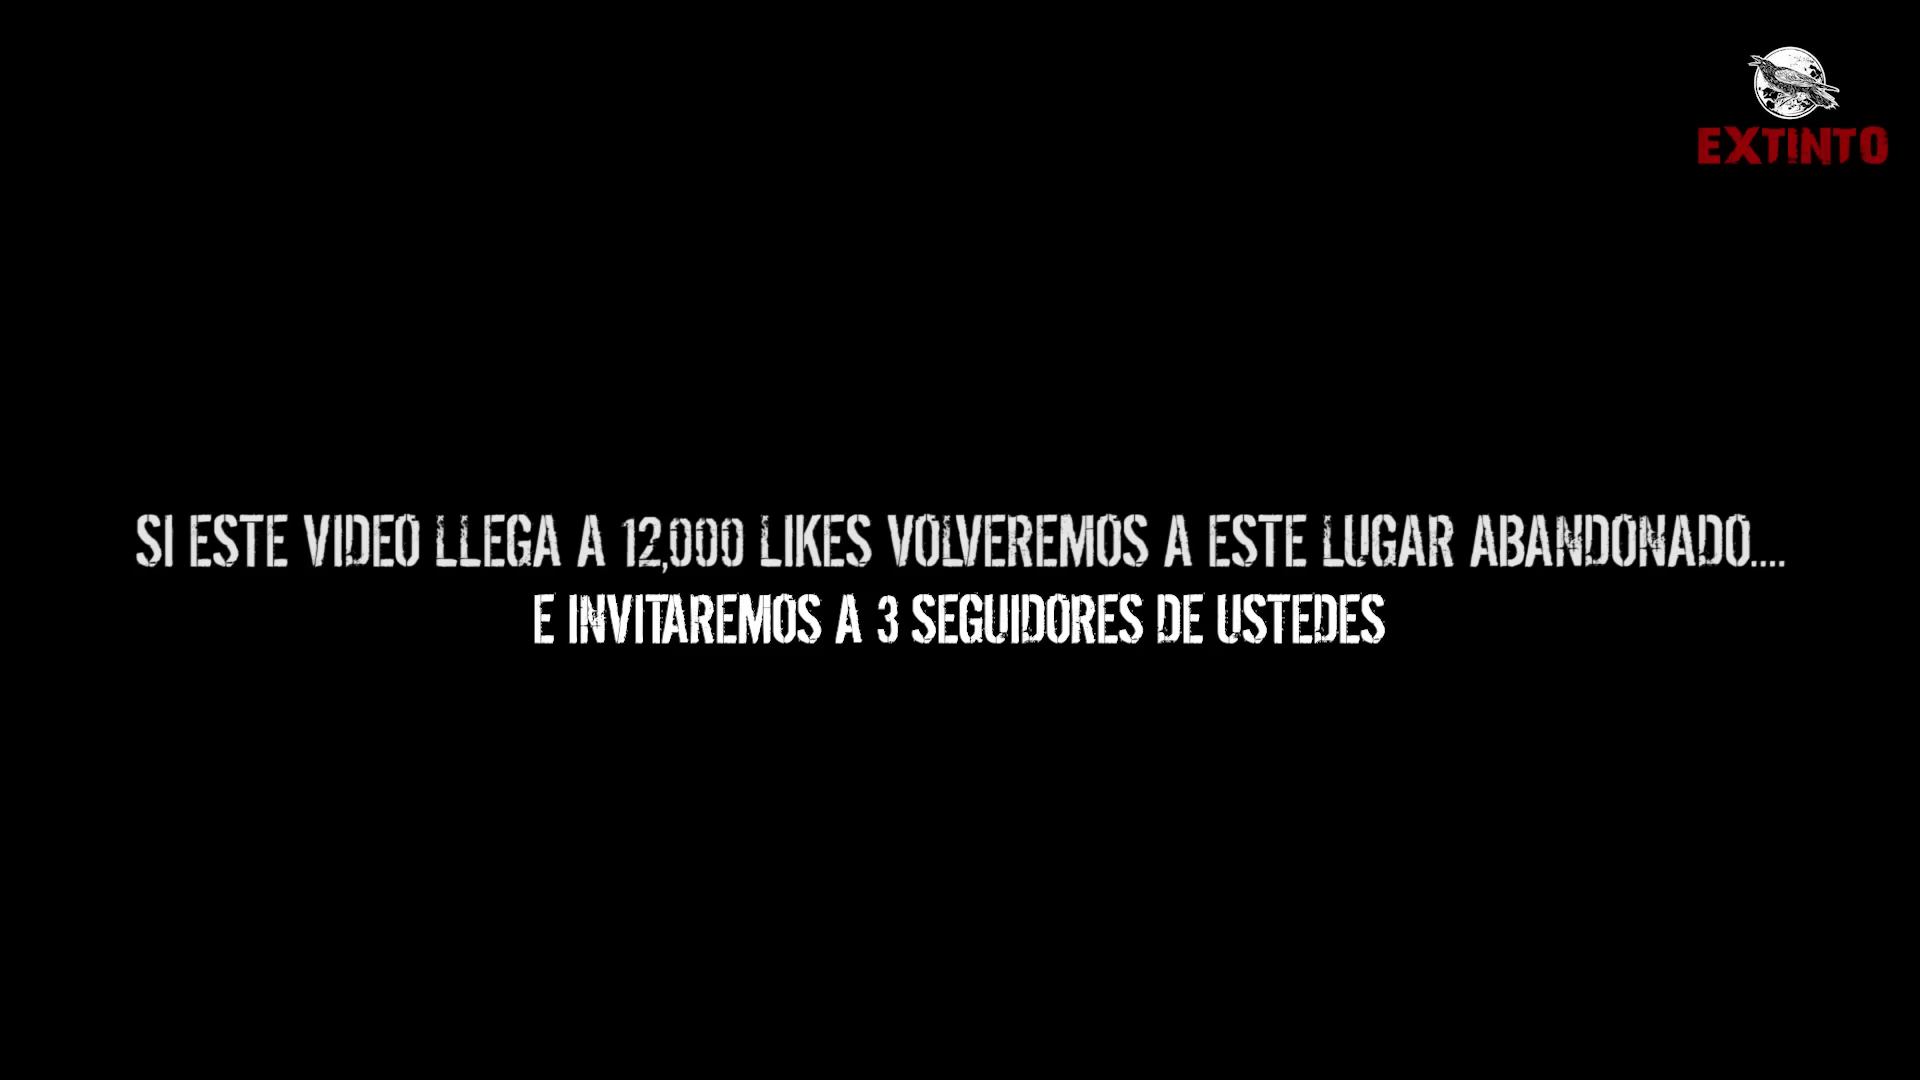 EXTINTO
SI ESTE VIDEO LLEGA A 12,000 LIKES VOLVEREMOS A ESTE LUGAR ABANDONADO....
E INVITAREMOS A 3 SEGUIDORES DE USTEDES